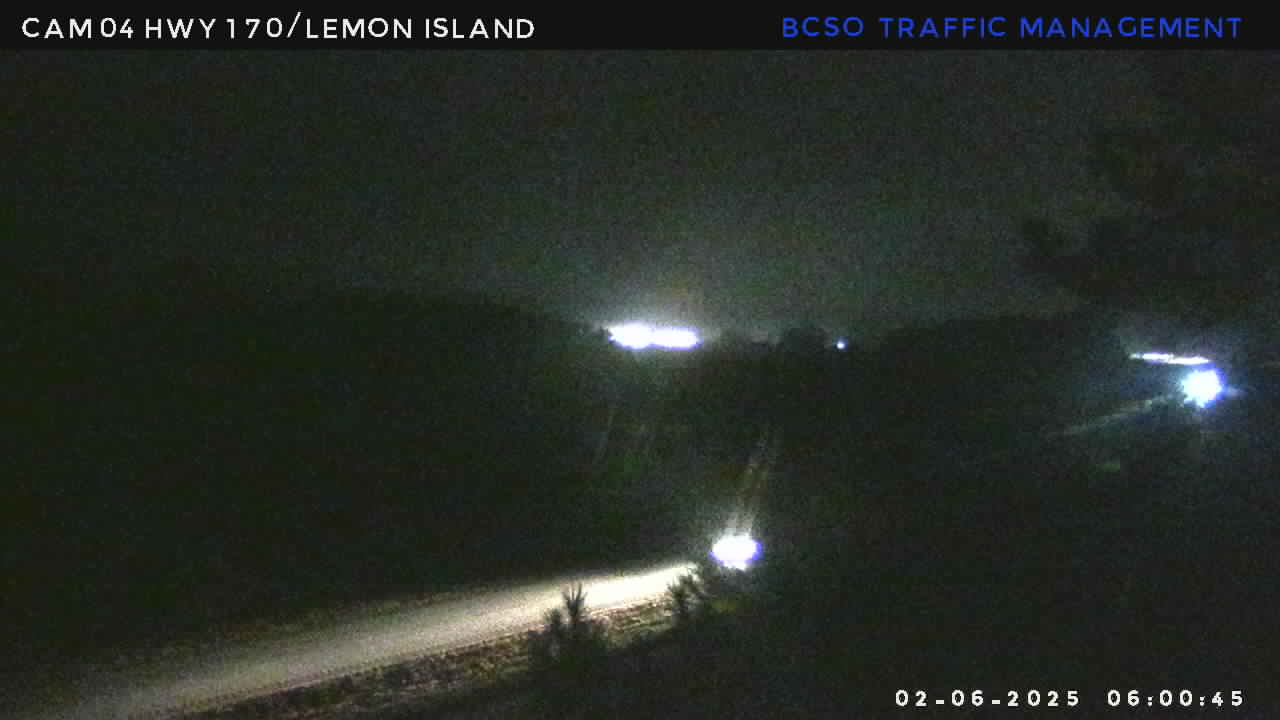 CAM04 HWY 170/LEMON ISLAND
BCSO TRAFFIC MANAGEMENT
02-06-2025 06:00:45